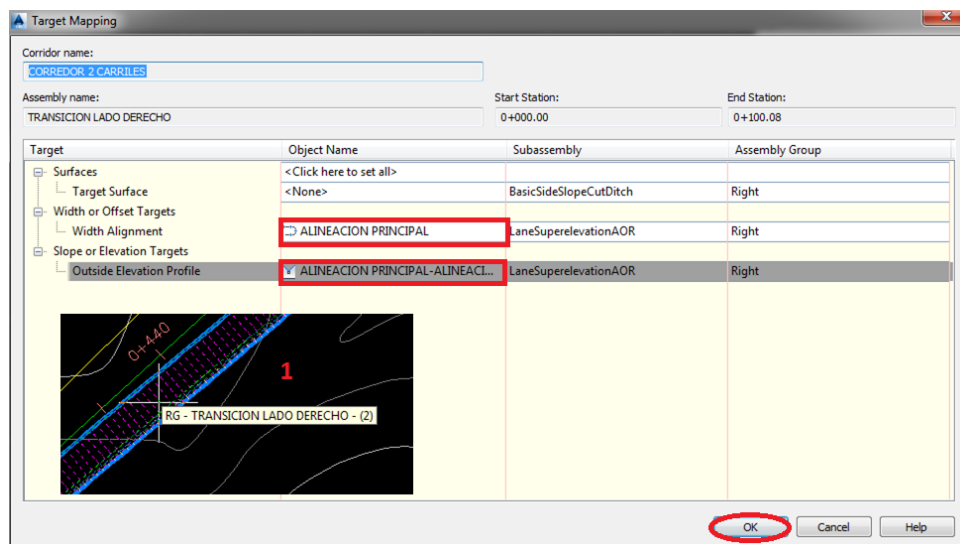 Target Mapping
Corridor name:
CORREDOR 2 CARRILES
Assembly name:
Start Station:
End Station:
TRANSICION LADO DERECHO
0+000.00
0+100.08
Target Object Name Subassembly Assembly Group
Surfaces <Click here to set all>
Target Surface <None> BasicSideSlopeCutDitch Right
Width or Offset Targets
Width Alignment ALINEACION PRINCIPAL LaneSuperelevationAOR Right
Slope or Elevation Targets
Outside Elevation Profile ALINEACION PRINCIPAL-ALINEACI... LaneSuperelevationAOR Right
0+440
1
RG - TRANSICION LADO DERECHO - (2)
OK Cancel Help